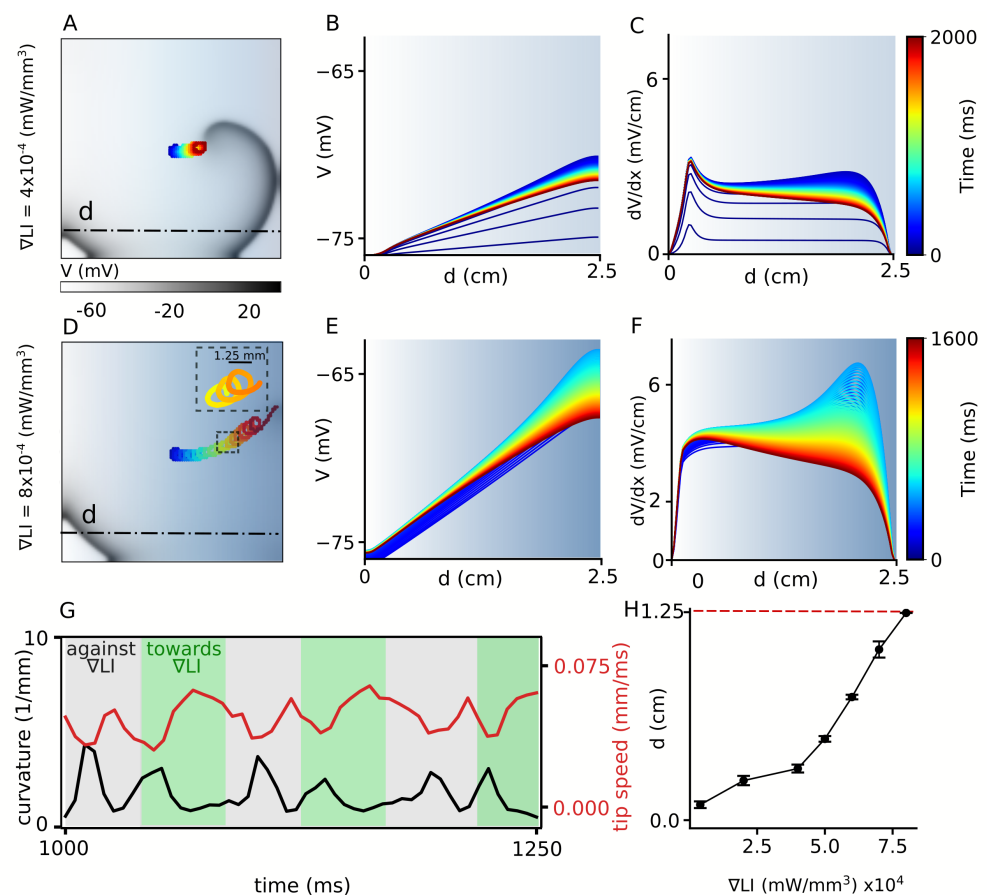 A
∇LI = 4x10⁻⁴ (mW/mm³)
d
V (mV)
-60
-20
20
B
V (mV)
−65
−75
0
d (cm)
2.5
C
dV/dx (mV/cm)
6
0
0
d (cm)
2.5
2000
Time (ms)
0
D
∇LI = 8x10⁻⁴ (mW/mm³)
1.25 mm
d
E
V (mV)
−65
−75
0
d (cm)
2.5
F
dV/dx (mV/cm)
6
2
0
0
d (cm)
2.5
1600
Time (ms)
0
G
curvature (1/mm)
10
0
against
∇LI
towards
∇LI
0.075
0.000
tip speed (mm/ms)
1000
1250
time (ms)
H
d (cm)
1.25
0.0
2.5
5.0
7.5
∇LI (mW/mm³) x10⁴